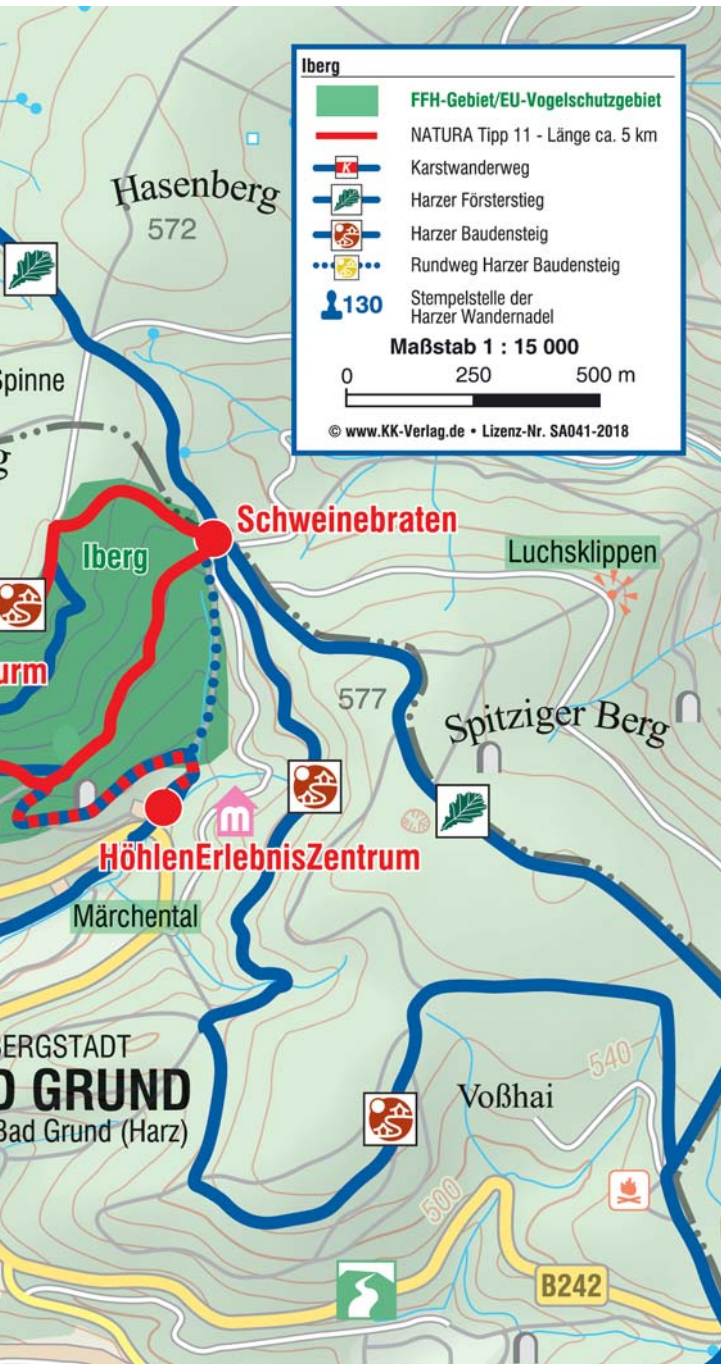 Iberg
FFH-Gebiet/EU-Vogelschutzgebiet
NATURA Tipp 11 - Länge ca. 5 km
K
Karstwanderweg
Harzer Försterstieg
Harzer Baudensteig
Rundweg Harzer Baudensteig
130
Stempelstelle der
Harzer Wandernadel
Maßstab 1 : 15 000
0 250 500 m
© www.KK-Verlag.de • Lizenz-Nr. SA041-2018
Hasenberg
572
Spinne
g
Schweinebraten
Iberg
Luchsklippen
urm
577
Spitziger Berg
m
HöhlenErlebnisZentrum
Märchental
BERGSTADT
D GRUND
Bad Grund (Harz)
Voßhai
540
500
B242